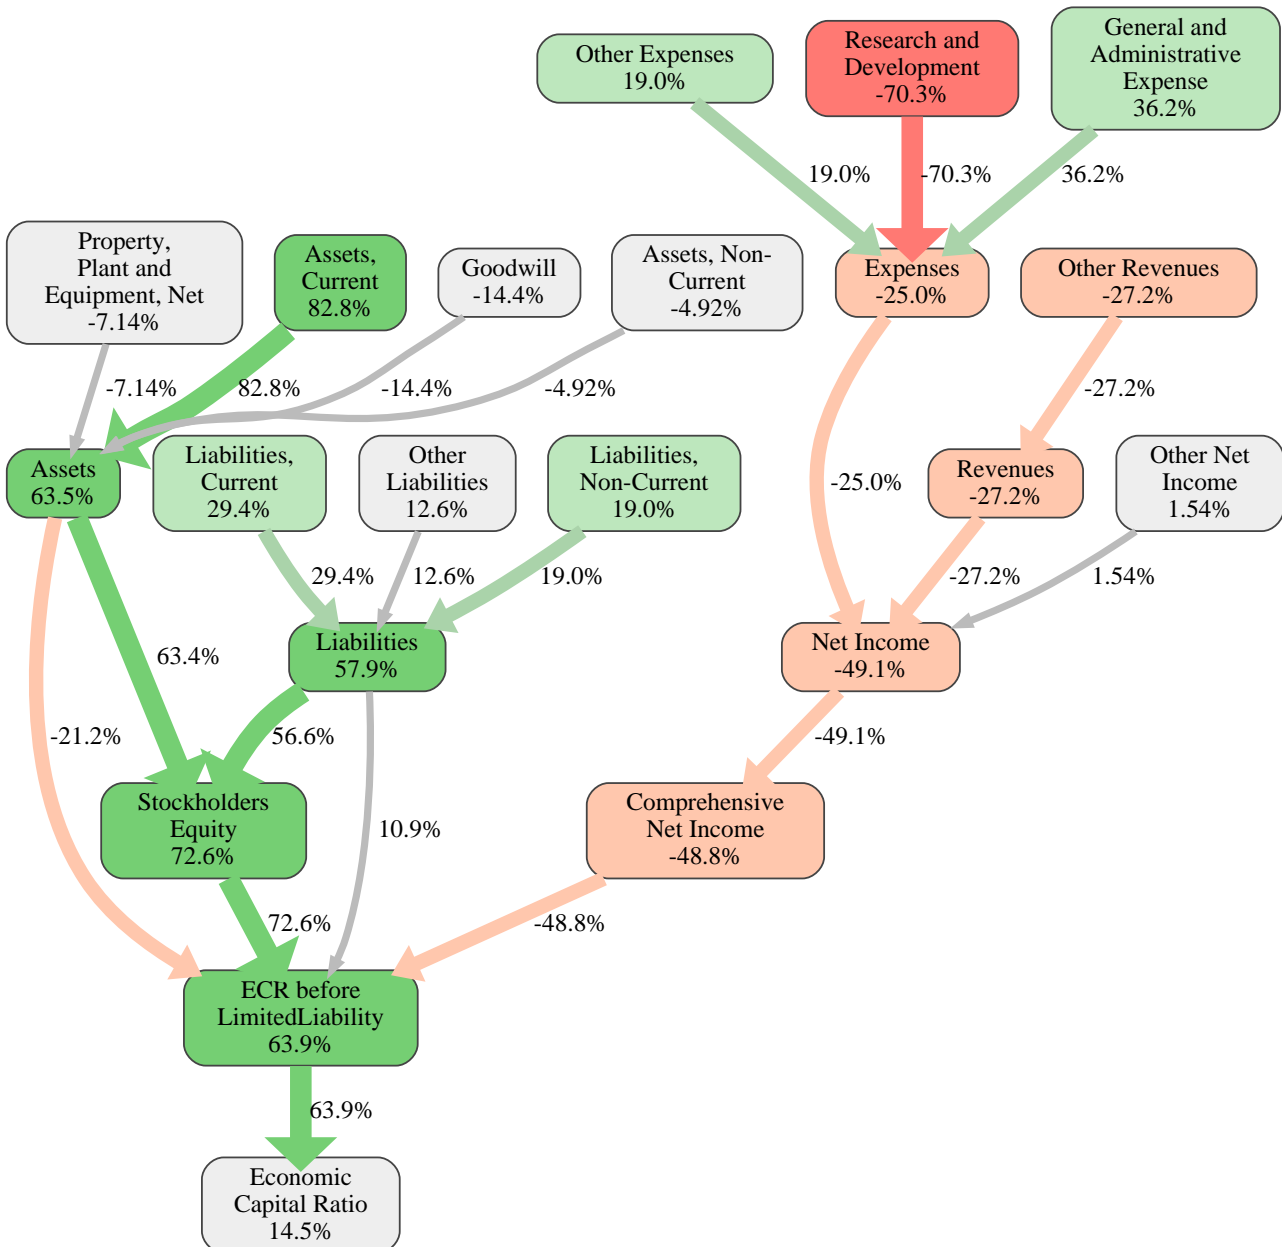 Other Expenses
19.0%
Research and
Development
-70.3%
General and
Administrative
Expense
36.2%
19.0%
-70.3%
36.2%
Property,
Plant and
Equipment, Net
-7.14%
Assets,
Current
82.8%
Goodwill
-14.4%
Assets, Non-
Current
-4.92%
Expenses
-25.0%
Other Revenues
-27.2%
-7.14%
82.8%
-14.4%
-4.92%
-27.2%
Assets
63.5%
Liabilities,
Current
29.4%
Other
Liabilities
12.6%
Liabilities,
Non-Current
19.0%
-25.0%
Revenues
-27.2%
Other Net
Income
1.54%
29.4%
12.6%
19.0%
-27.2%
1.54%
63.4%
Liabilities
57.9%
Net Income
-49.1%
-21.2%
56.6%
-49.1%
Stockholders
Equity
72.6%
10.9%
Comprehensive
Net Income
-48.8%
72.6%
-48.8%
ECR before
LimitedLiability
63.9%
63.9%
Economic
Capital Ratio
14.5%